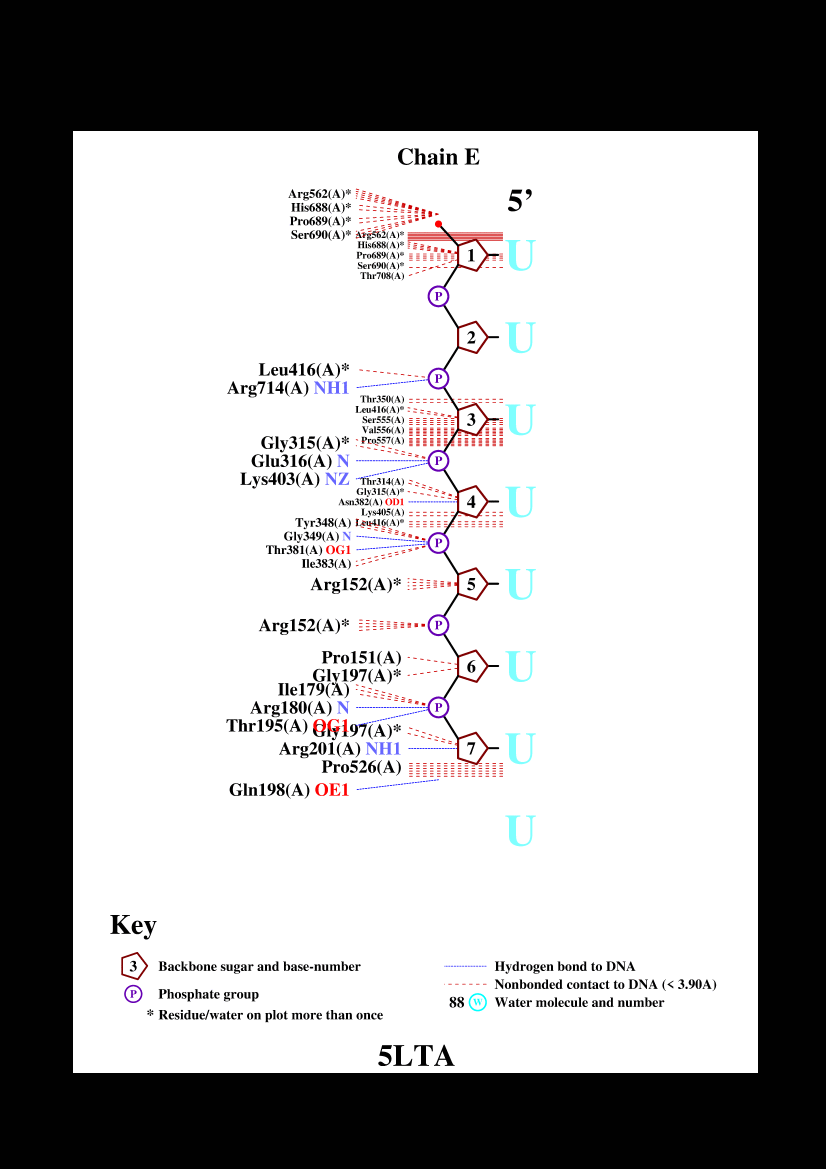 Chain E
5’
Arg562(A)*
His688(A)*
Pro689(A)*
Ser690(A)*
Arg562(A)*
His688(A)*
Pro689(A)*
Ser690(A)*
Thr708(A)
1
U
P
2
U
Leu416(A)*
Arg714(A) NH1
P
Thr350(A)
Leu416(A)*
Ser555(A)
Val556(A)
Pro557(A)
3
U
Gly315(A)*
Glu316(A) N
Lys403(A) NZ
P
Thr314(A)
Gly315(A)*
Asn382(A) OD1
Lys405(A)
Leu416(A)*
4
U
Tyr348(A)
Gly349(A) N
Thr381(A) OG1
Ile383(A)
P
Arg152(A)*
5
U
Arg152(A)*
P
Pro151(A)
Gly197(A)*
6
U
Ile179(A)
Arg180(A) N
Thr195(A) OG1
P
Gly197(A)*
Arg201(A) NH1
Pro526(A)
7
U
Gln198(A) OE1
U
Key
3 Backbone sugar and base-number
P Phosphate group
* Residue/water on plot more than once
Hydrogen bond to DNA
Nonbonded contact to DNA (< 3.90A)
88 W Water molecule and number
5LTA